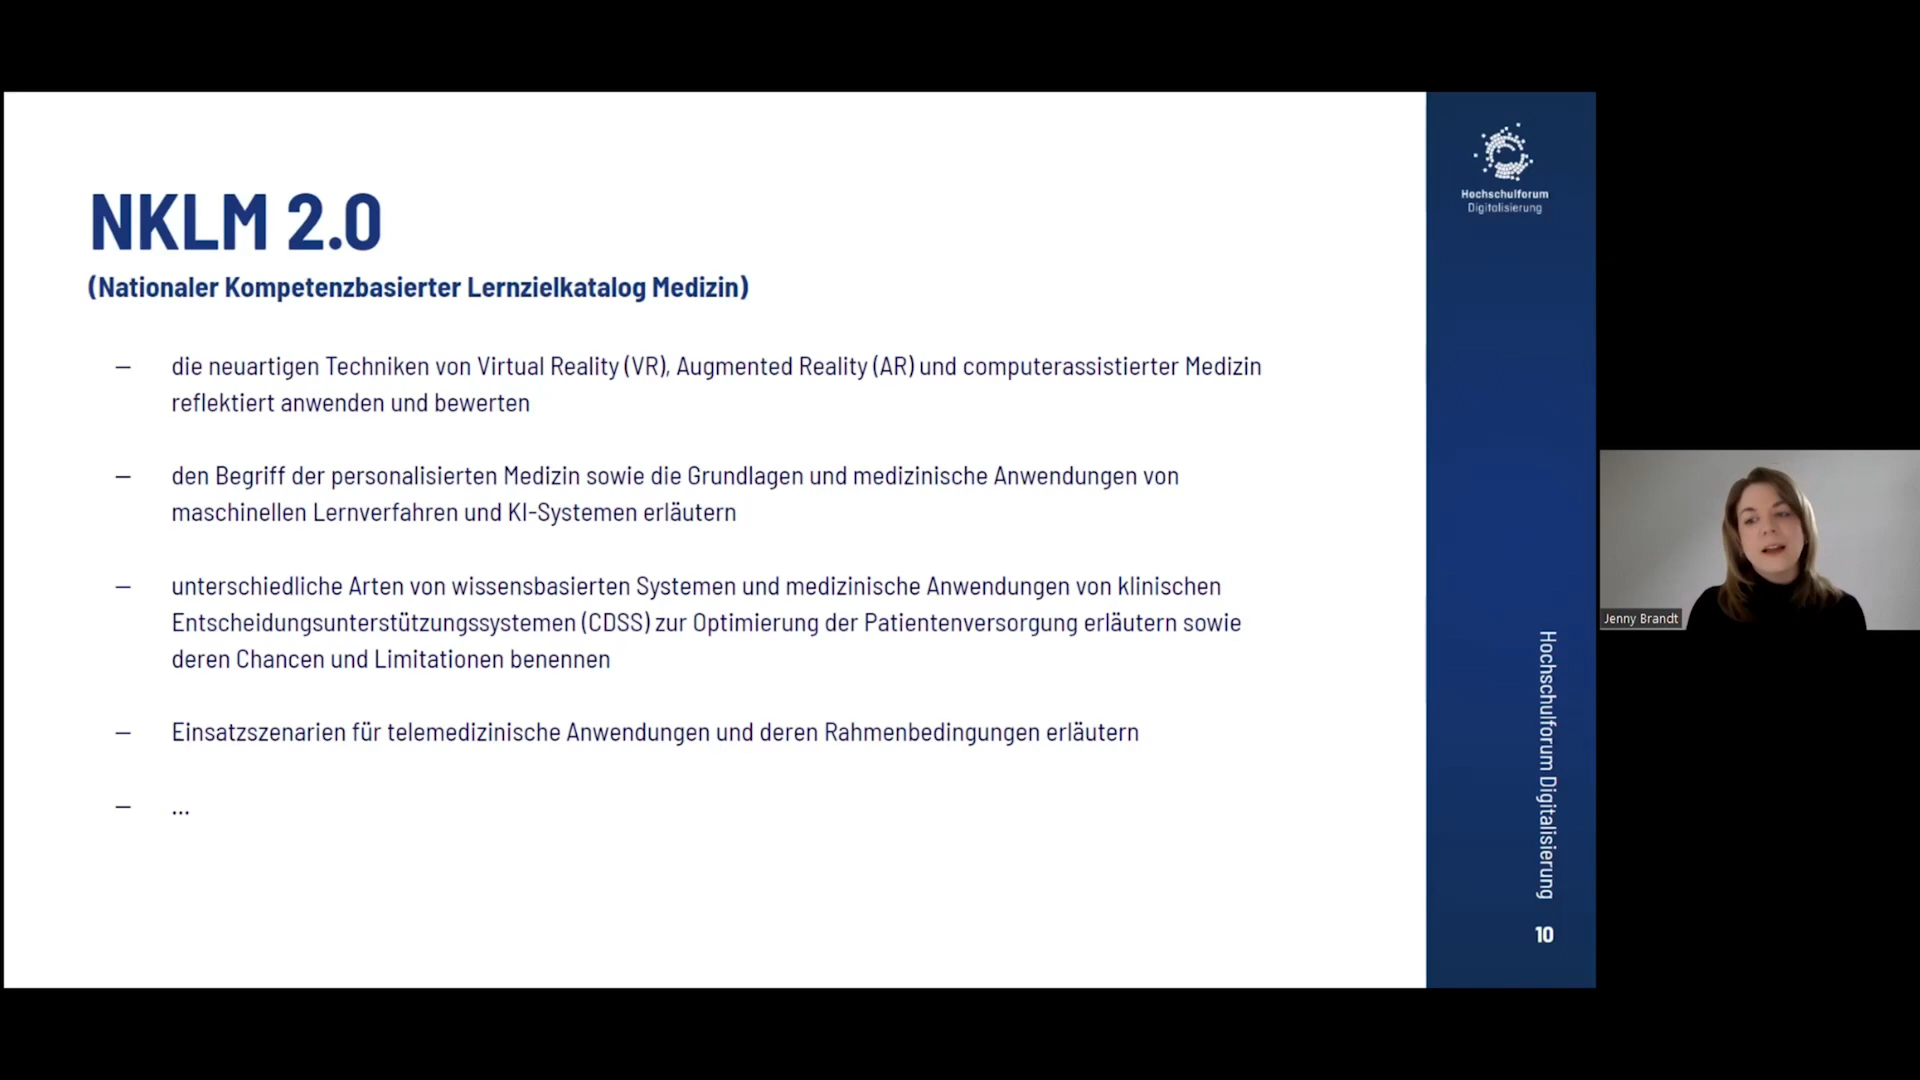 NKLM 2.0
(Nationaler Kompetenzbasierter Lernzielkatalog Medizin)
– die neuartigen Techniken von Virtual Reality (VR), Augmented Reality (AR) und computerassistierter Medizin
reflektiert anwenden und bewerten
– den Begriff der personalisierten Medizin sowie die Grundlagen und medizinische Anwendungen von
maschinellen Lernverfahren und KI-Systemen erläutern
– unterschiedliche Arten von wissensbasierten Systemen und medizinische Anwendungen von klinischen
Entscheidungsunterstützungssystemen (CDSS) zur Optimierung der Patientenversorgung erläutern sowie
deren Chancen und Limitationen benennen
– Einsatzszenarien für telemedizinische Anwendungen und deren Rahmenbedingungen erläutern
– ...
Hochschulforum
Digitalisierung
Hochschulforum Digitalisierung
10
Jenny Brandt